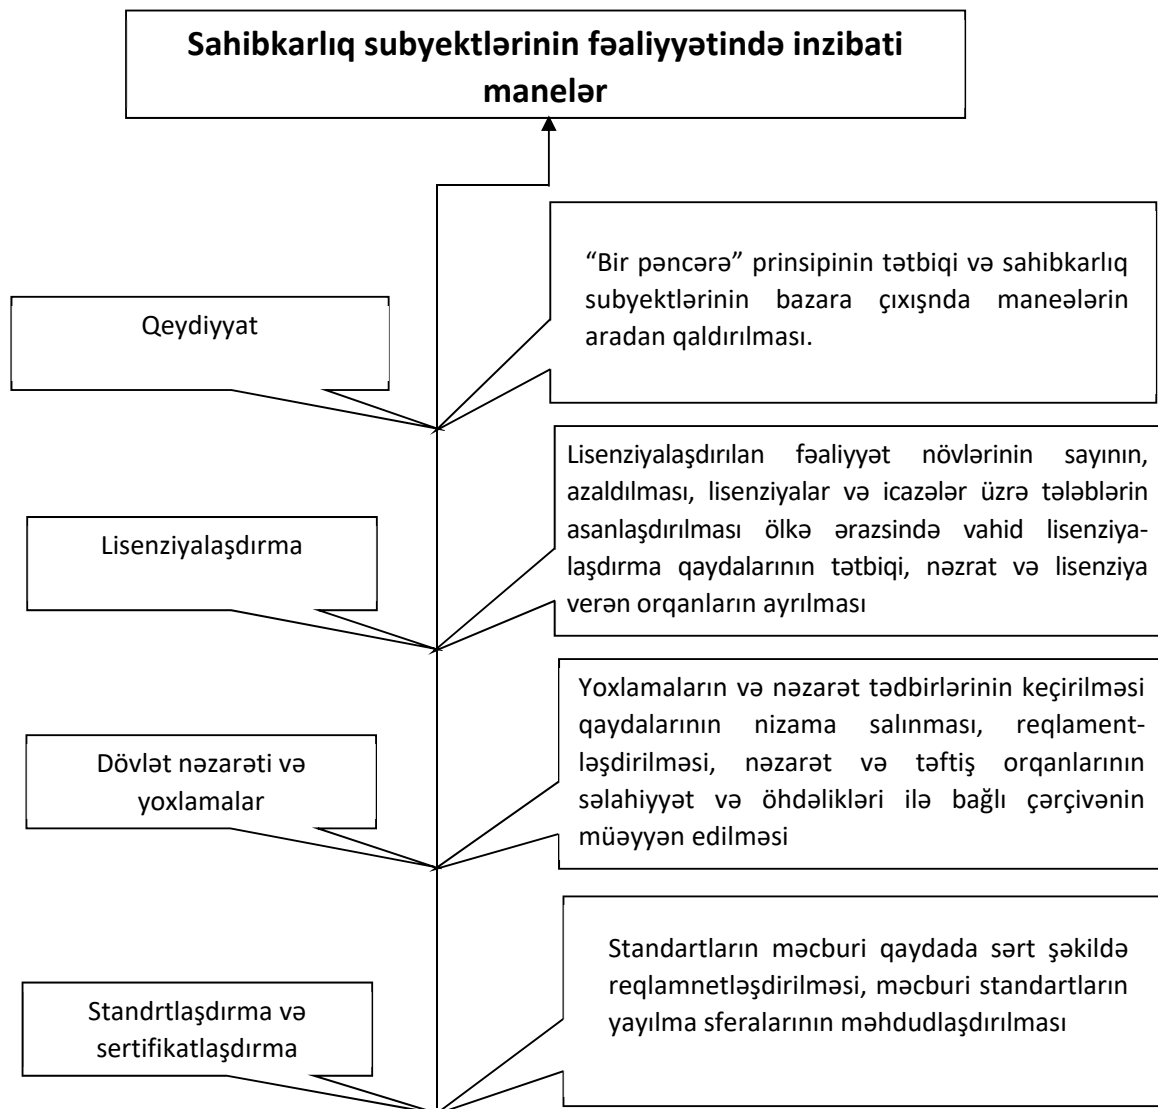 Sahibkarlıq subyektlərinin fəaliyyətində inzibati
manelər
Qeydiyyat
“Bir pəncərə” prinsipinin tətbiqi və sahibkarlıq
subyektlərinin bazara çıxışnda maneələrin
aradan qaldırılması.
Lisenziyalaşdırma
Lisenziyalaşdırılan fəaliyyət növlərinin sayının,
azaldılması, lisenziyalar və icazələr üzrə tələblərin
asanlaşdırılması ölkə ərazsində vahid lisenziya-
laşdırma qaydalarının tətbiqi, nəzrat və lisenziya
verən orqanların ayrılması
Dövlət nəzarəti və
yoxlamalar
Yoxlamaların və nəzarət tədbirlərinin keçirilməsi
qaydalarının nizama salınması, reqlament-
ləşdirilməsi, nəzarət və təftiş orqanlarının
səlahiyyət və öhdəlikləri ilə bağlı çərçivənin
müəyyən edilməsi
Standrtlaşdırma və
sertifikatlaşdırma
Standartların məcburi qaydada sərt şəkildə
reqlamnetləşdirilməsi, məcburi standartların
yayılma sferalarının məhdudlaşdırılması